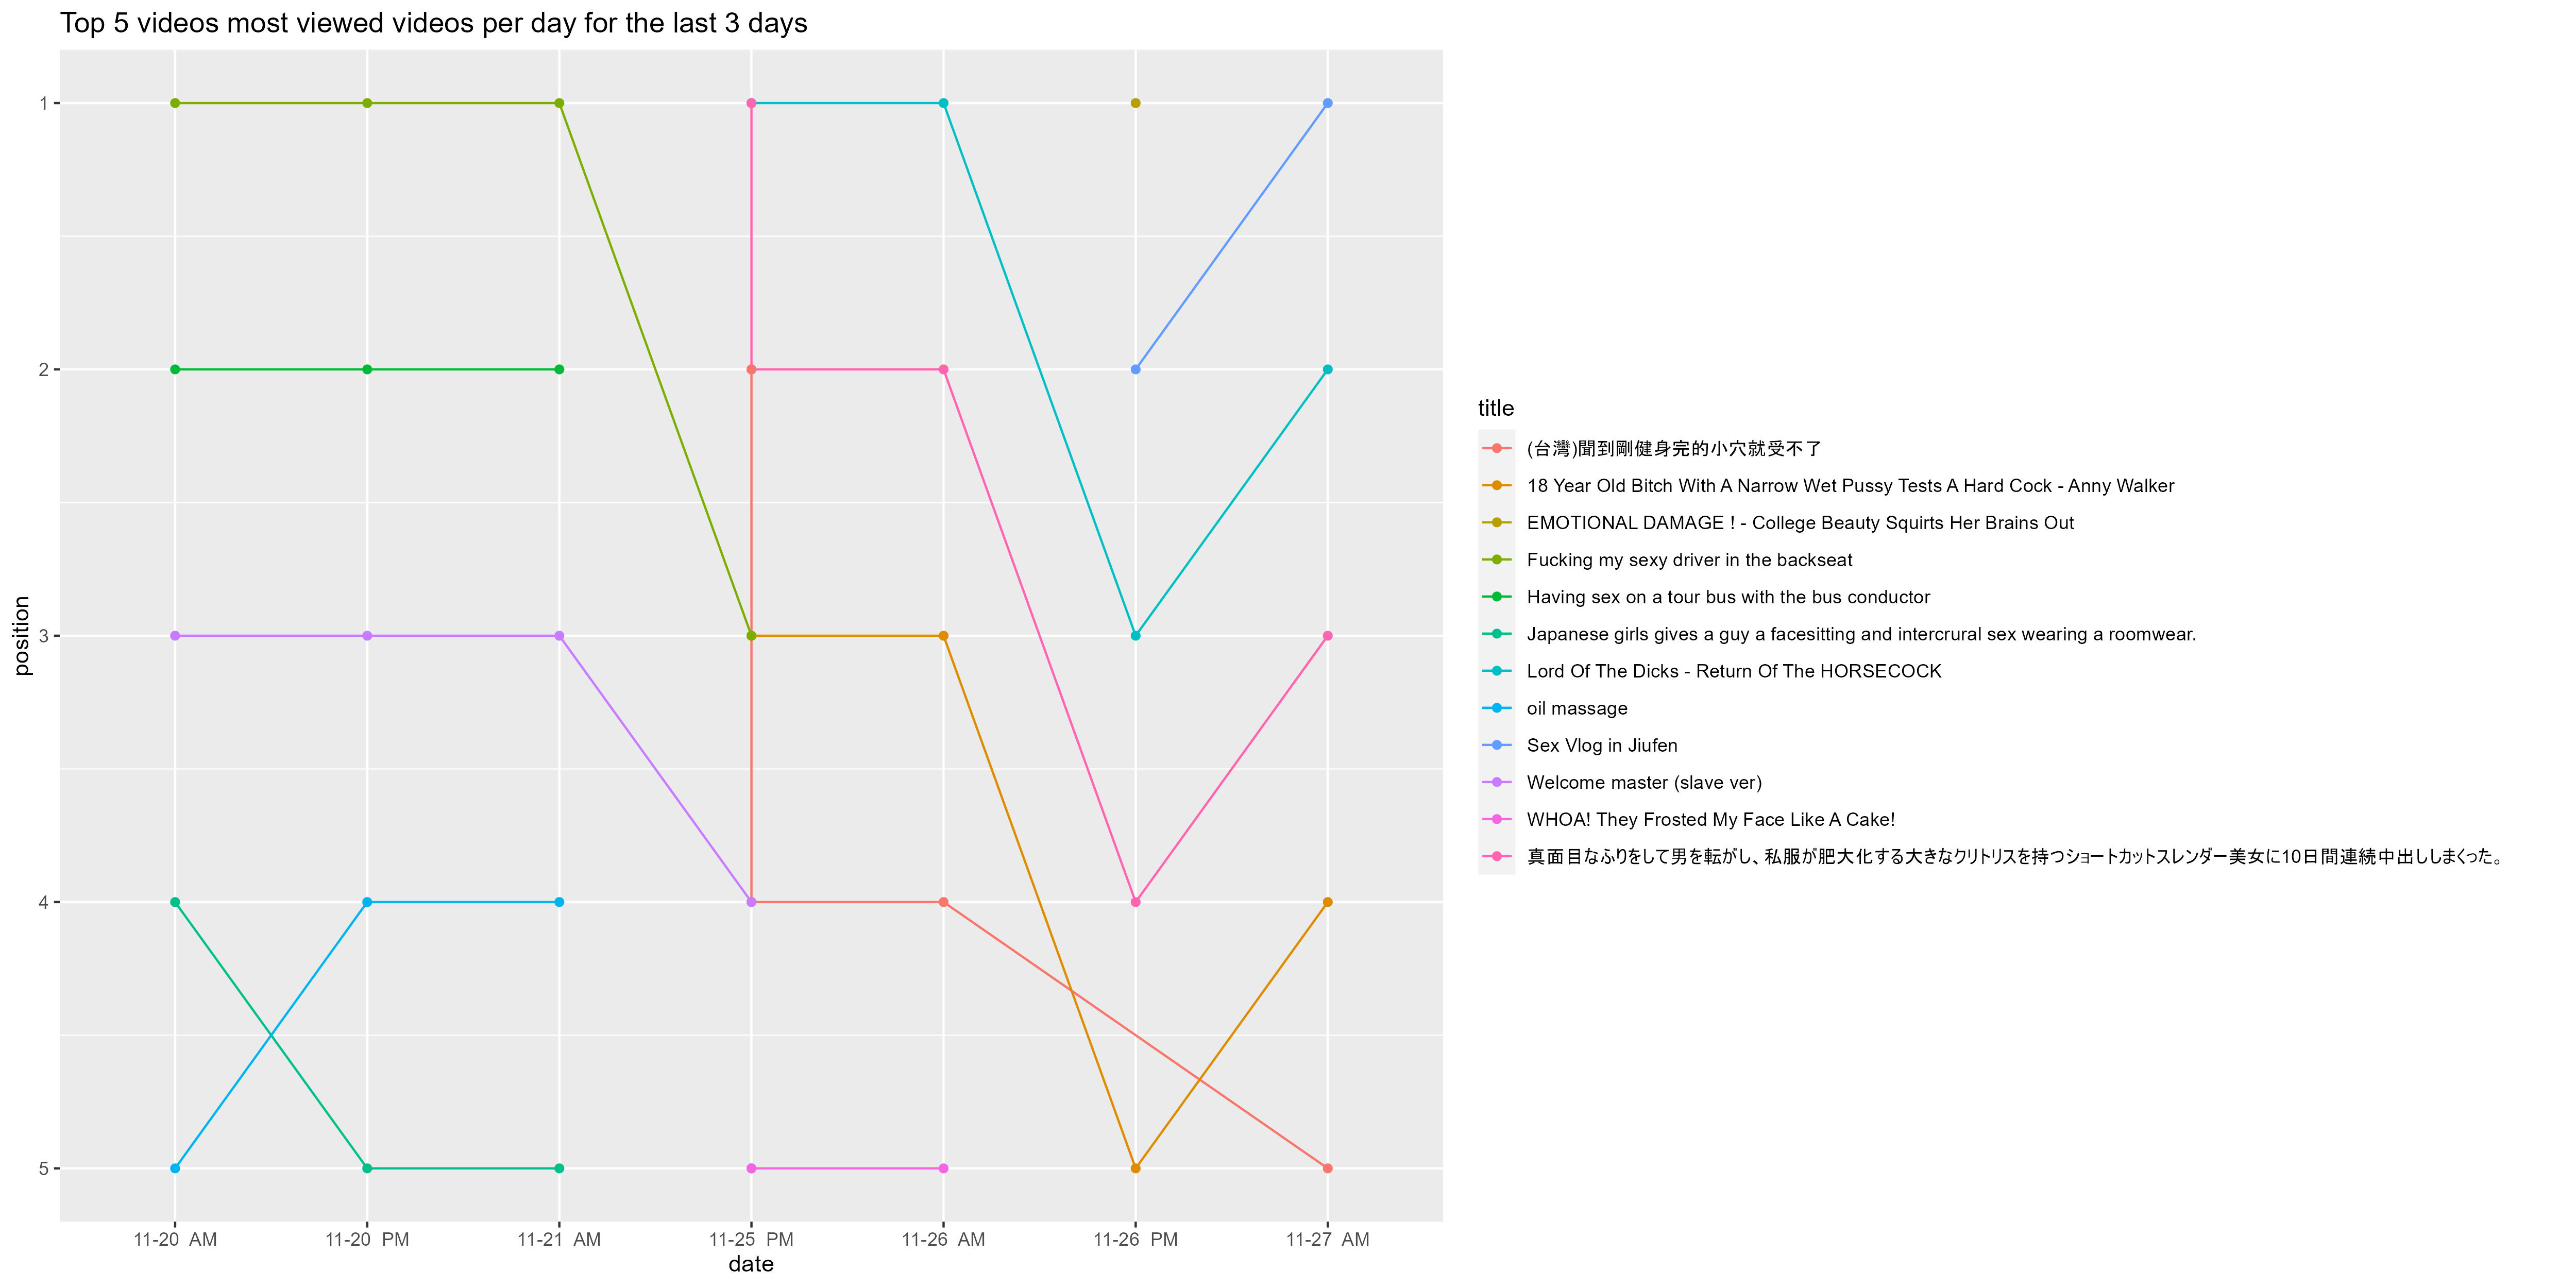 Top 5 videos most viewed videos per day for the last 3 days
1
2
3
4
5
position
11-20 AM
11-20 PM
11-21 AM
11-25 PM
11-26 AM
11-26 PM
11-27 AM
date
title
(台灣)聞到剛健身完的小穴就受不了
18 Year Old Bitch With A Narrow Wet Pussy Tests A Hard Cock - Anny Walker
EMOTIONAL DAMAGE ! - College Beauty Squirts Her Brains Out
Fucking my sexy driver in the backseat
Having sex on a tour bus with the bus conductor
Japanese girls gives a guy a facesitting and intercrural sex wearing a roomwear.
Lord Of The Dicks - Return Of The HORSECOCK
oil massage
Sex Vlog in Jiufen
Welcome master (slave ver)
WHOA! They Frosted My Face Like A Cake!
真面目なふりをして男を転がし、私服が肥大化する大きなクリトリスを持つショートカットスレンダー美女に10日間連続中出ししまくった。